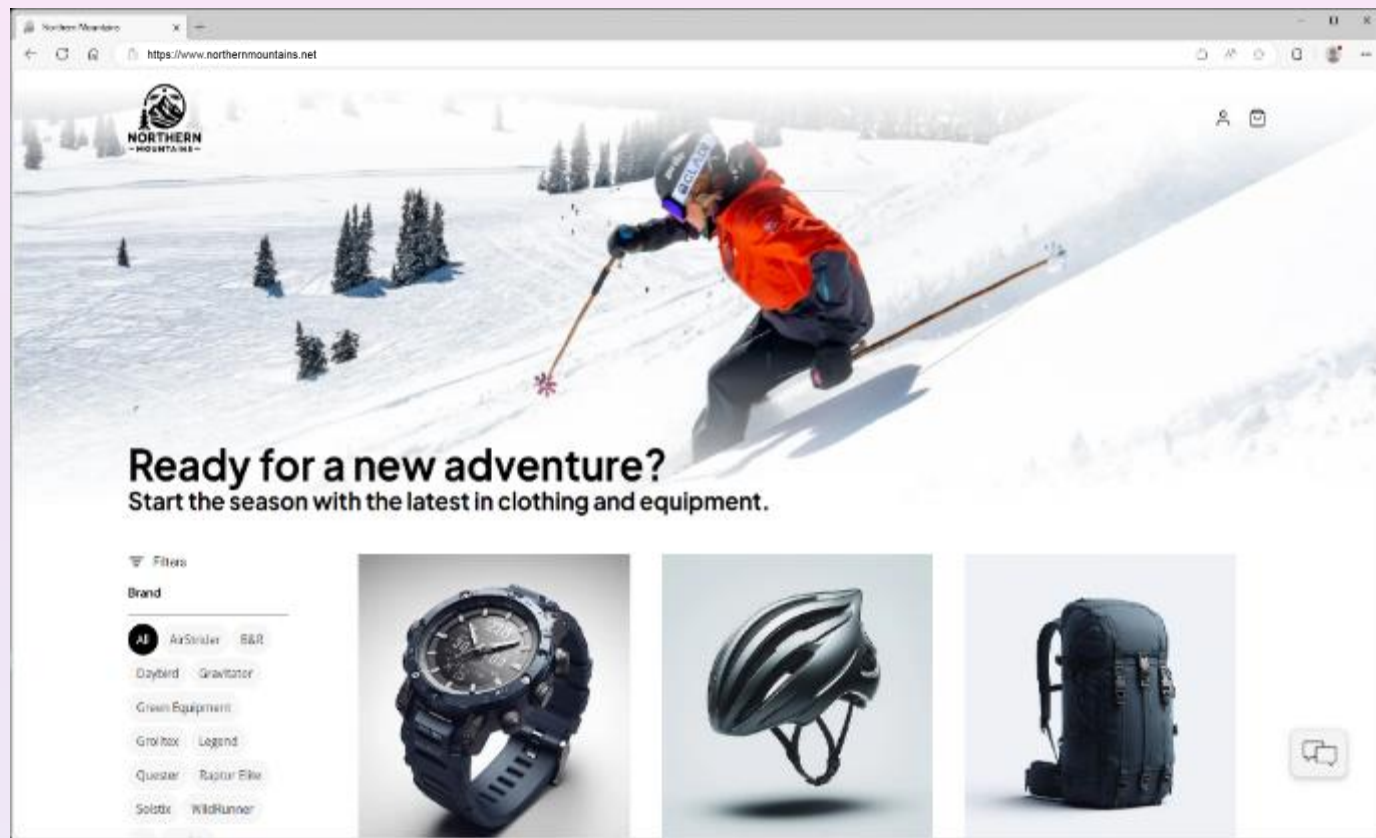 Northern Mountains
https://www.northernmountains.net
NORTHERN
MOUNTAINS
GLADE
Ready for a new adventure?
Start the season with the latest in clothing and equipment.
Filters
Brand
All AirStrider B&R
Daybird Gravitator
Green Equipment
Grolltex Legend
Quester Raptor Elite
Solstix WildRunner